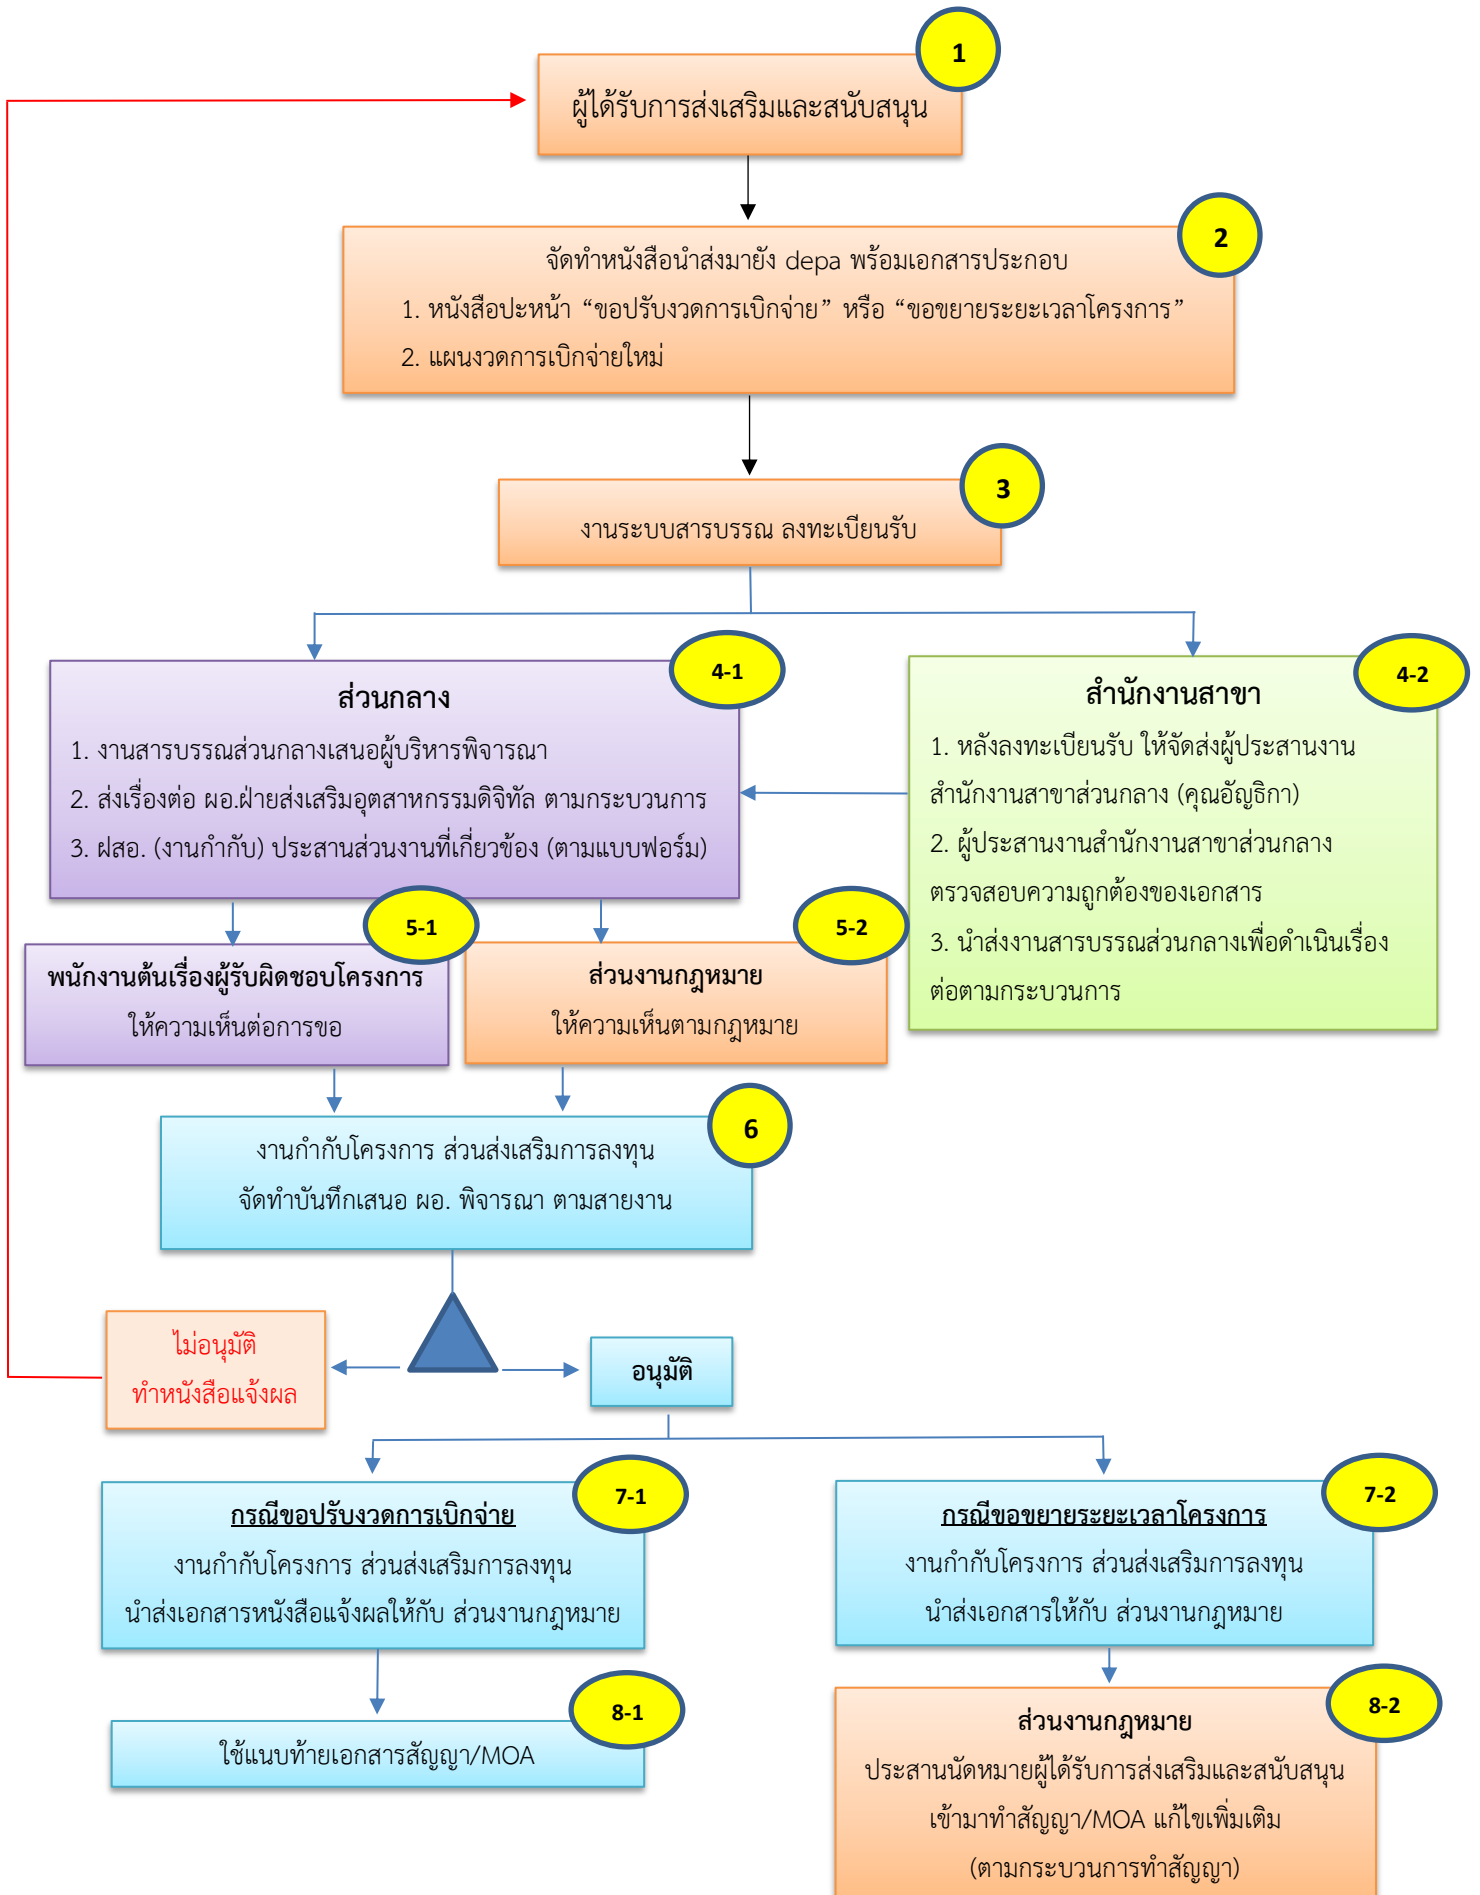 1
ผู้ได้รับการส่งเสริมและสนับสนุน
2
จัดทำหนังสือนำส่งมายัง depa พร้อมเอกสารประกอบ
1. หนังสือปะหน้า “ขอปรับงวดการเบิกจ่าย” หรือ “ขอขยายระยะเวลาโครงการ”
2. แผนงวดการเบิกจ่ายใหม่
3
งานระบบสารบรรณ ลงทะเบียนรับ
4-1
ส่วนกลาง
1. งานสารบรรณส่วนกลางเสนอผู้บริหารพิจารณา
2. ส่งเรื่องต่อ ผอ.ฝ่ายส่งเสริมอุตสาหกรรมดิจิทัล ตามกระบวนการ
3. ฝสอ. (งานกำกับ) ประสานส่วนงานที่เกี่ยวข้อง (ตามแบบฟอร์ม)
4-2
สำนักงานสาขา
1. หลังลงทะเบียนรับ ให้จัดส่งผู้ประสานงาน
สำนักงานสาขาส่วนกลาง (คุณอัญธิกา)
2. ผู้ประสานงานสำนักงานสาขาส่วนกลาง
ตรวจสอบความถูกต้องของเอกสาร
3. นำส่งงานสารบรรณส่วนกลางเพื่อดำเนินเรื่อง
ต่อตามกระบวนการ
5-1
พนักงานต้นเรื่องผู้รับผิดชอบโครงการ
ให้ความเห็นต่อการขอ
5-2
ส่วนงานกฎหมาย
ให้ความเห็นตามกฎหมาย
6
งานกำกับโครงการ ส่วนส่งเสริมการลงทุน
จัดทำบันทึกเสนอ ผอ. พิจารณา ตามสายงาน
ไม่อนุมัติ
ทำหนังสือแจ้งผล
อนุมัติ
7-1
กรณีขอปรับงวดการเบิกจ่าย
งานกำกับโครงการ ส่วนส่งเสริมการลงทุน
นำส่งเอกสารหนังสือแจ้งผลให้กับ ส่วนงานกฎหมาย
7-2
กรณีขอขยายระยะเวลาโครงการ
งานกำกับโครงการ ส่วนส่งเสริมการลงทุน
นำส่งเอกสารให้กับ ส่วนงานกฎหมาย
8-1
ใช้แนบท้ายเอกสารสัญญา/MOA
8-2
ส่วนงานกฎหมาย
ประสานนัดหมายผู้ได้รับการส่งเสริมและสนับสนุน
เข้ามาทำสัญญา/MOA แก้ไขเพิ่มเติม
(ตามกระบวนการทำสัญญา)